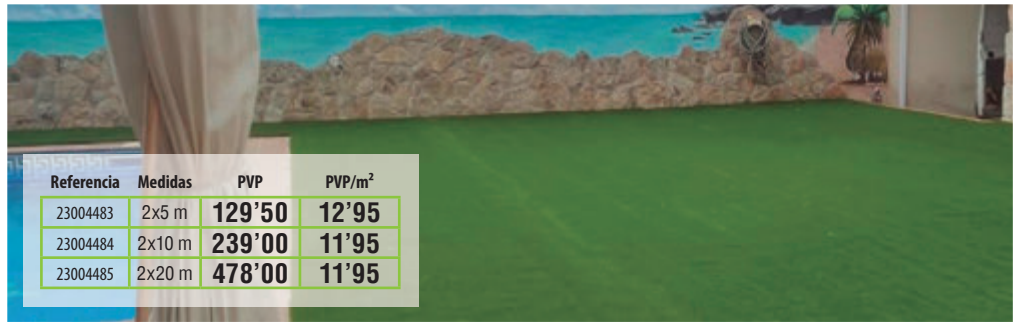 Referencia Medidas PVP PVP/m²
23004483 2x5 m 129’50 12’95
23004484 2x10 m 239’00 11’95
23004485 2x20 m 478’00 11’95